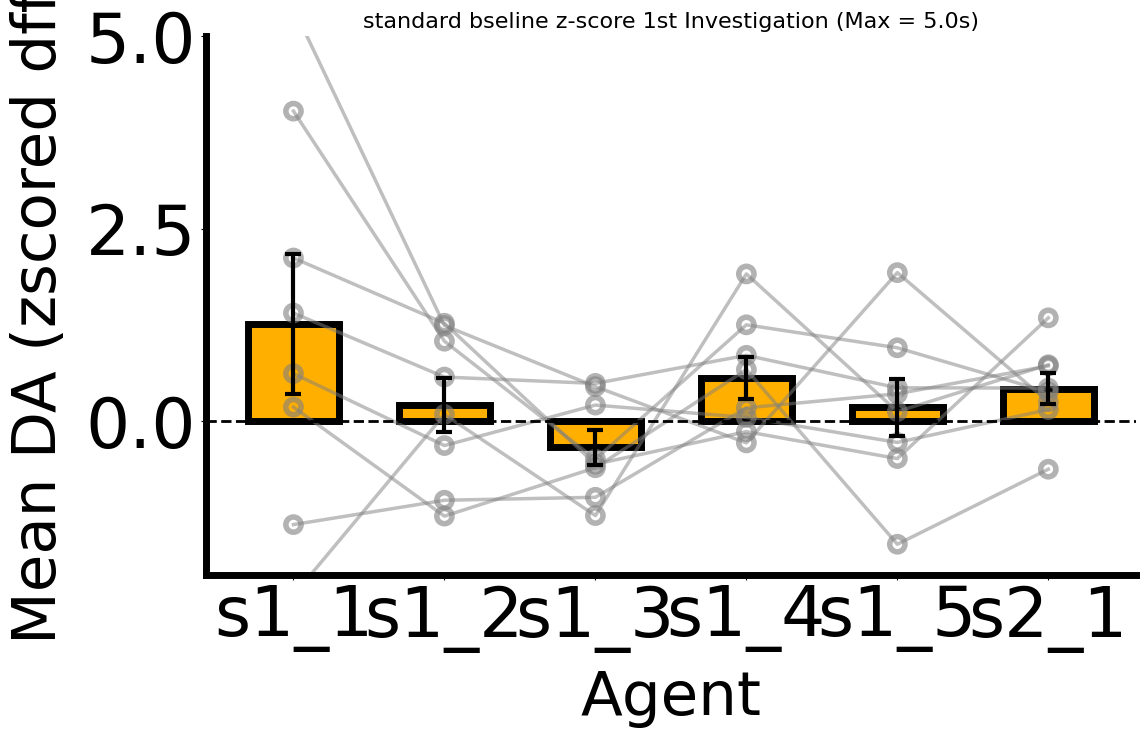 standard bseline z-score 1st Investigation (Max = 5.0s)
Mean DA (zscored dff
5.0
2.5
0.0
s1_1 s1_2 s1_3 s1_4 s1_5 s2_1
Agent